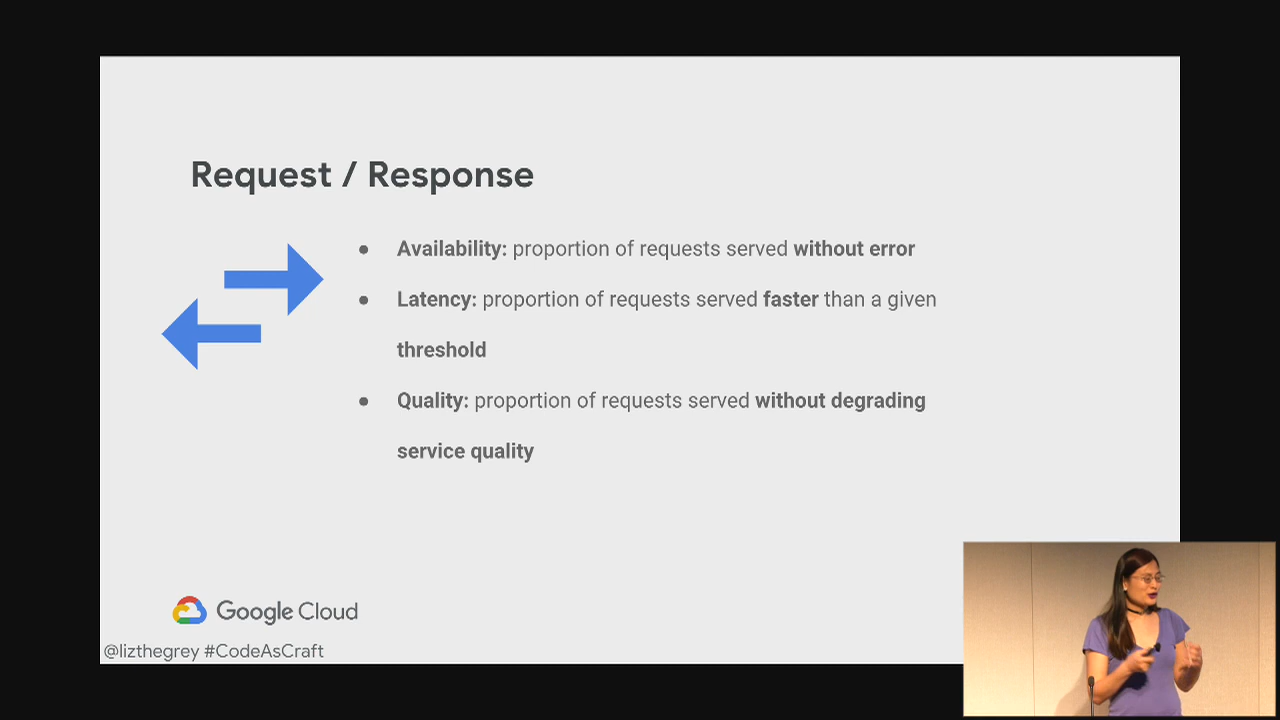 Request / Response
● Availability: proportion of requests served without error
● Latency: proportion of requests served faster than a given
threshold
● Quality: proportion of requests served without degrading
service quality
Google Cloud
@lizthegrey #CodeAsCraft